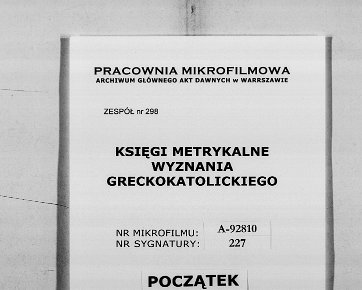 PRACOWNIA MIKROFILMOWA
ARCHIWUM GŁÓWNEGO AKT DAWNYCH w WARRSZAWIE
ZESPÓŁ nr 298
KSIĘGI METRYKALNE
WYZNANIA
GRECKOKATOLICKIEGO
NR MIKROFILMU: A-92810
NR SYGNATURY: 227
POCZĄTEK